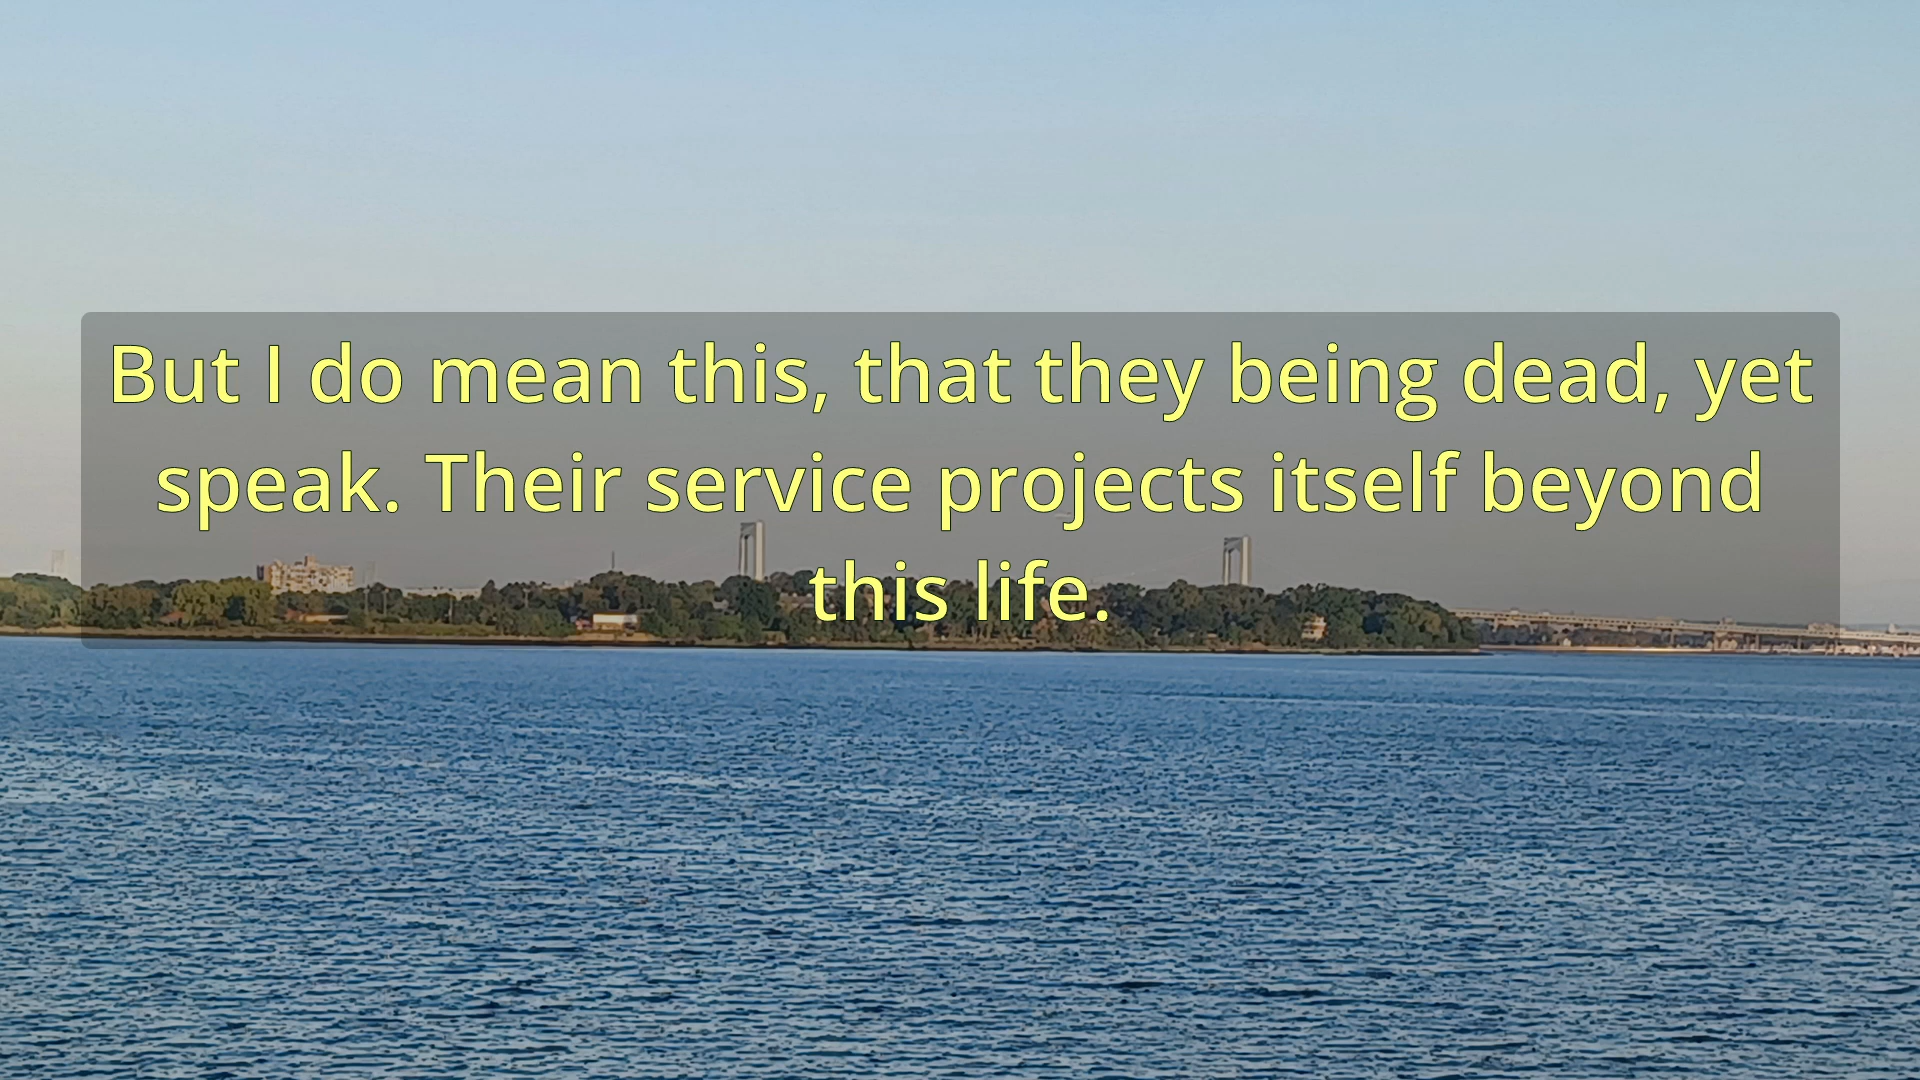 But I do mean this, that they being dead, yet
speak. Their service projects itself beyond
this life.